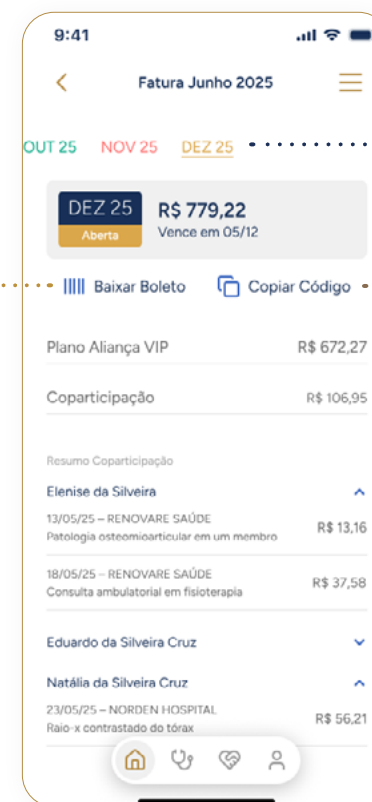 9:41
Fatura Junho 2025
OUT 25 NOV 25 DEZ 25
DEZ 25
Aberta
R$ 779,22
Vence em 05/12
Baixar Boleto Copiar Código
Plano Aliança VIP R$ 672,27
Coparticipação R$ 106,95
Resumo Coparticipação
Elenise da Silveira
13/05/25 – RENOVARE SAÚDE
Patologia osteomioarticular em um membro R$ 13,16
18/05/25 – RENOVARE SAÚDE
Consulta ambulatorial em fisioterapia R$ 37,58
Eduardo da Silveira Cruz
Natália da Silveira Cruz
23/05/25 – NORDEN HOSPITAL
Raio-x contrastado do tórax R$ 56,21